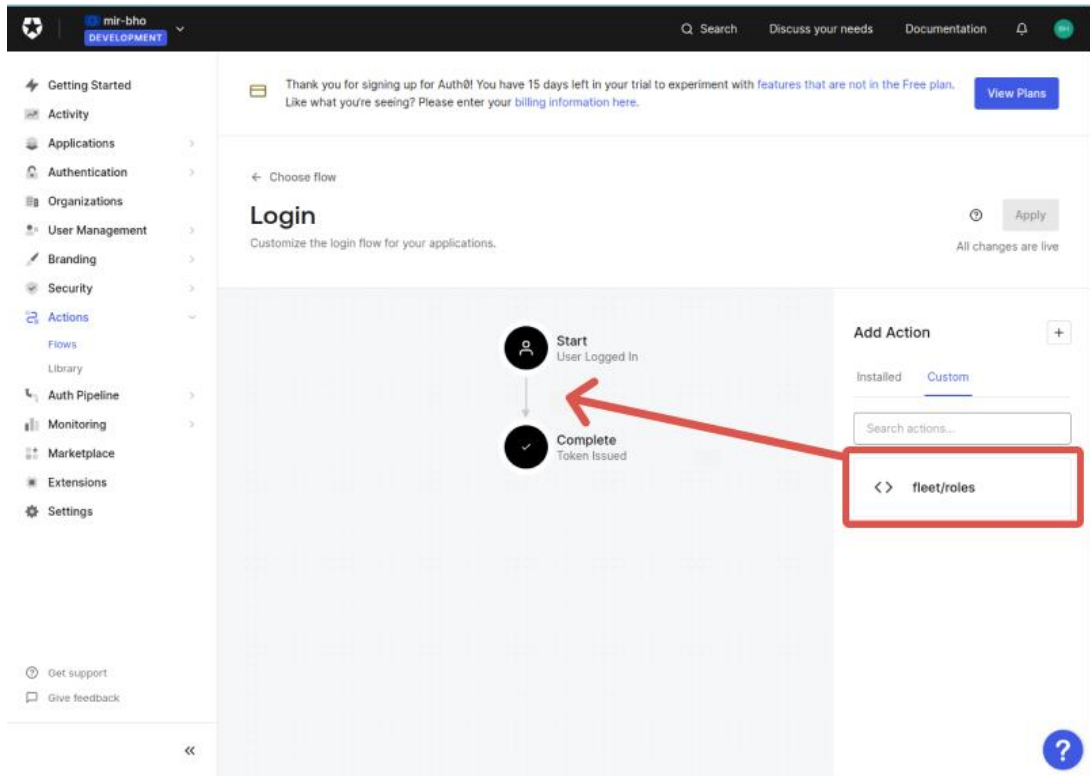 mir-bho
DEVELOPMENT
Search
Discuss your needs
Documentation
Getting Started
Activity
Applications
Authentication
Organizations
User Management
Branding
Security
Actions
Flows
Library
Auth Pipeline
Monitoring
Marketplace
Extensions
Settings
Get support
Give feedback
Thank you for signing up for Auth0! You have 15 days left in your trial to experiment with features that are not in the Free plan.
Like what you're seeing? Please enter your billing information here.
View Plans
← Choose flow
Login
Customize the login flow for your applications.
Apply
All changes are live
Start
User Logged In
Complete
Token Issued
Add Action
+
Installed
Custom
Search actions...
<> fleet/roles
?